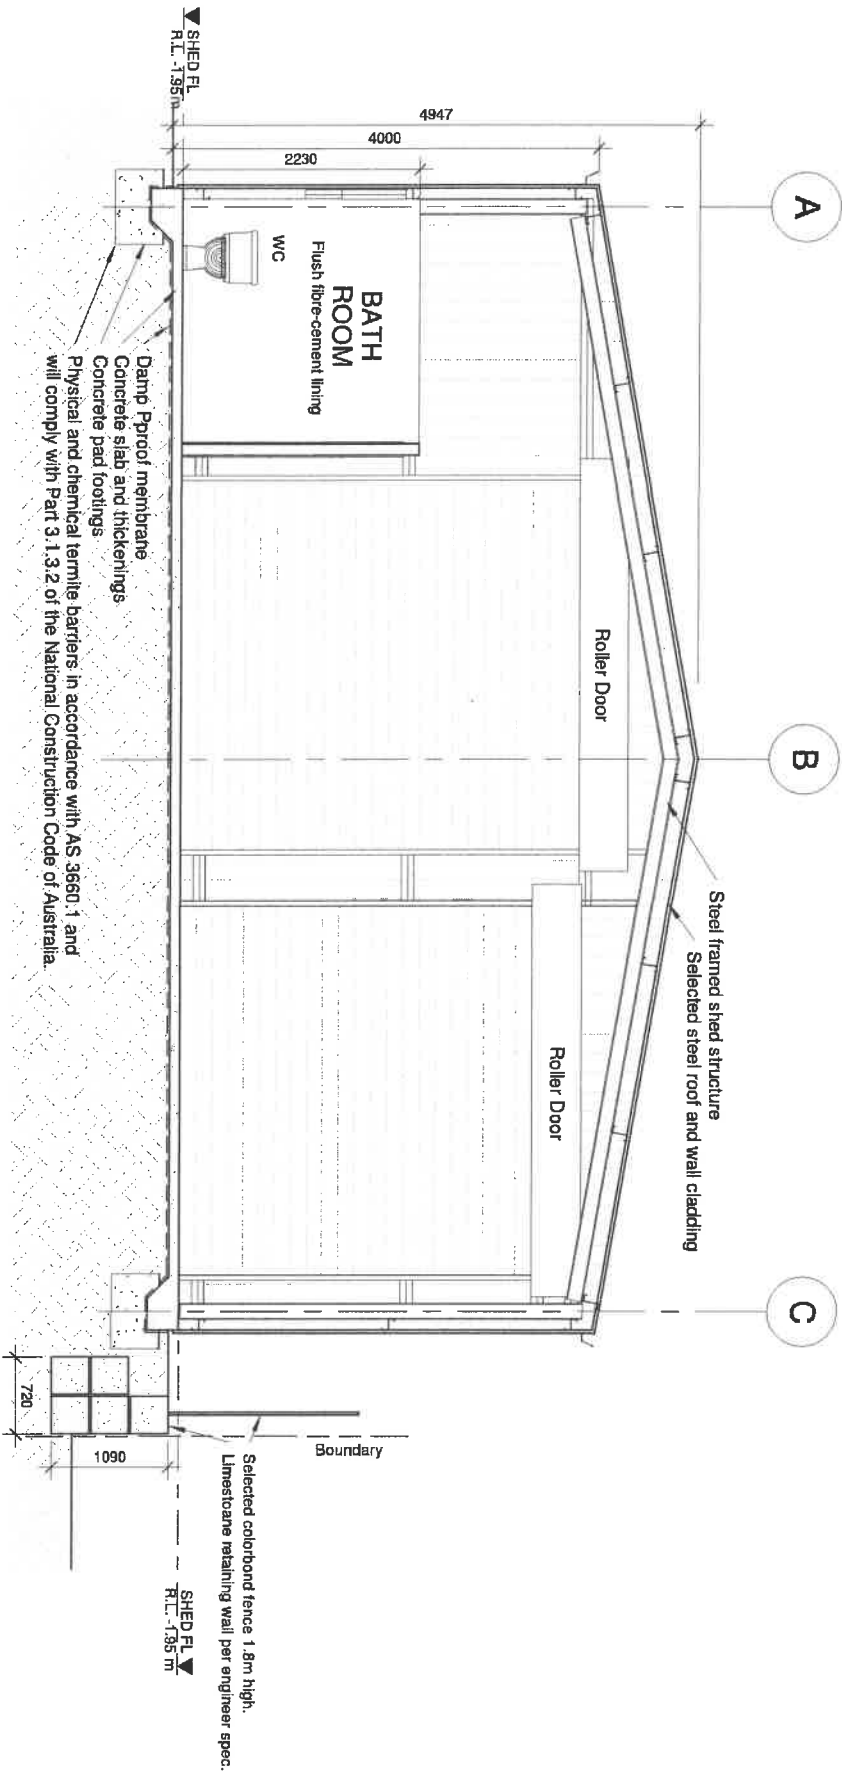 A
B
C
4947
4000
2230
SHED FL
R.L. -1.95 m
BATH
ROOM
Flush fibre-cement lining
WC
Roller Door
Roller Door
Steel framed shed structure
Selected steel roof and wall cladding
Damp Pproof membrane
Concrete slab and thickenings
Concrete pad footings
Physical and chemical termite barriers in accordance with AS 3660.1 and
will comply with Part 3.1.3.2 of the National Construction Code of Australia.
720
1090
Boundary
Selected colorbond fence 1.8m high.
Limestoane retaining wall per engineer spec.
SHED FL
R.L. -1.95 m